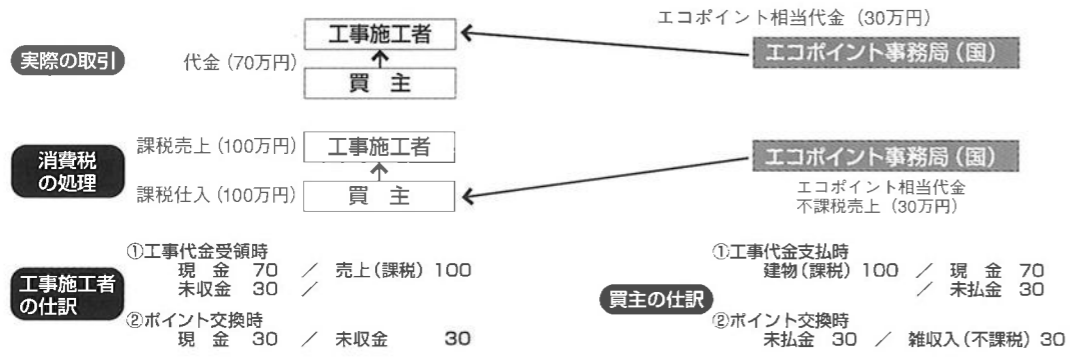 実際の取引
代金（70万円）
工事施工者
買　主
エコポイント相当代金（30万円）
エコポイント事務局（国）
消費税
の処理
課税売上（100万円）
工事施工者
課税仕入（100万円）
買　主
エコポイント事務局（国）
エコポイント相当代金
不課税売上（30万円）
工事施工者
の仕訳
①工事代金受領時
現　金　70　／　売上（課税）100
未収金　30　／
②ポイント交換時
現　金　30　／　未収金　30
買主の仕訳
①工事代金支払時
建物（課税）100　／　現　金　70
／　未払金　30
②ポイント交換時
未払金　30　／　雑収入（不課税）30